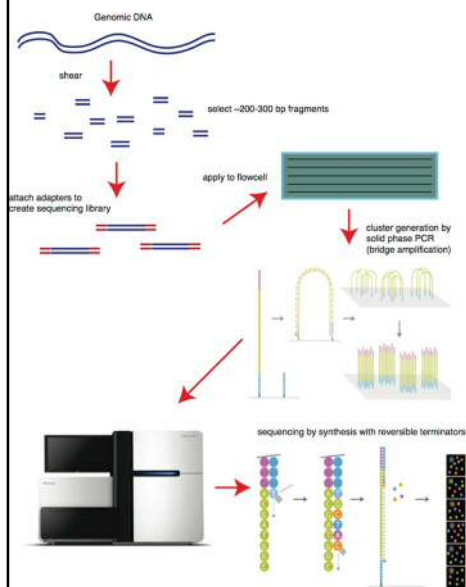 Genomic DNA
shear
select ~200-300 bp fragments
attach adapters to
create sequencing library
apply to flowcell
cluster generation by
solid phase PCR
(bridge amplification)
sequencing by synthesis with reversible terminators